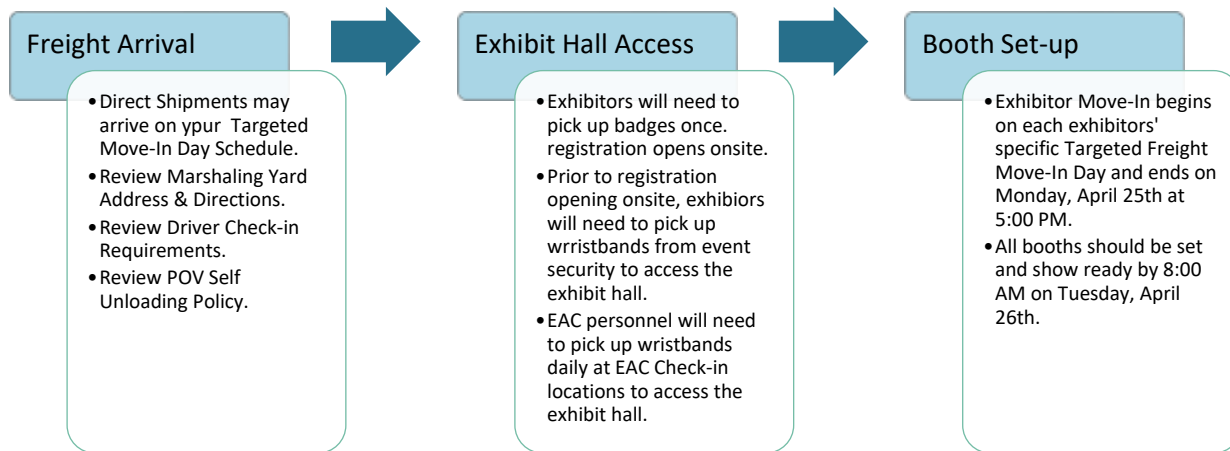 Freight Arrival
•Direct Shipments may
arrive on ypur  Targeted
Move-In Day Schedule.
•Review Marshaling Yard
Address & Directions.
•Review Driver Check-in
Requirements.
•Review POV Self
Unloading Policy.
Exhibit Hall Access
•Exhibitors will need to
pick up badges once.
registration opens onsite.
•Prior to registration
opening onsite, exhibiors
will need to pick up
wrristbands from event
security to access the
exhibit hall.
•EAC personnel will need
to pick up wristbands
daily at EAC Check-in
locations to access the
exhibit hall.
Booth Set-up
•Exhibitor Move-In begins
on each exhibitors'
specific Targeted Freight
Move-In Day and ends on
Monday, April 25th at
5:00 PM.
•All booths should be set
and show ready by 8:00
AM on Tuesday, April
26th.